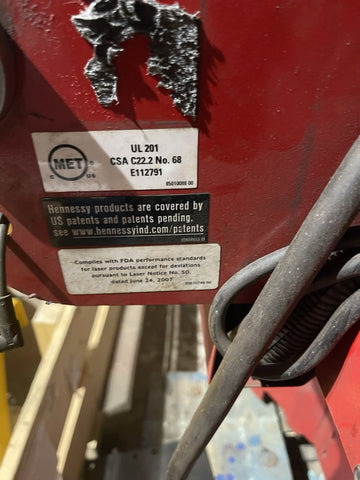 MET
C US
UL 201
CSA C22.2 No. 68
E112791
85010088 00
Hennessy products are covered by
US patents and patents pending,
see www.hennessyind.com/patents
Complies with FDA performance standards
for laser products except for deviations
pursuant to Laser Notice No. 50,
dated June 24, 2007